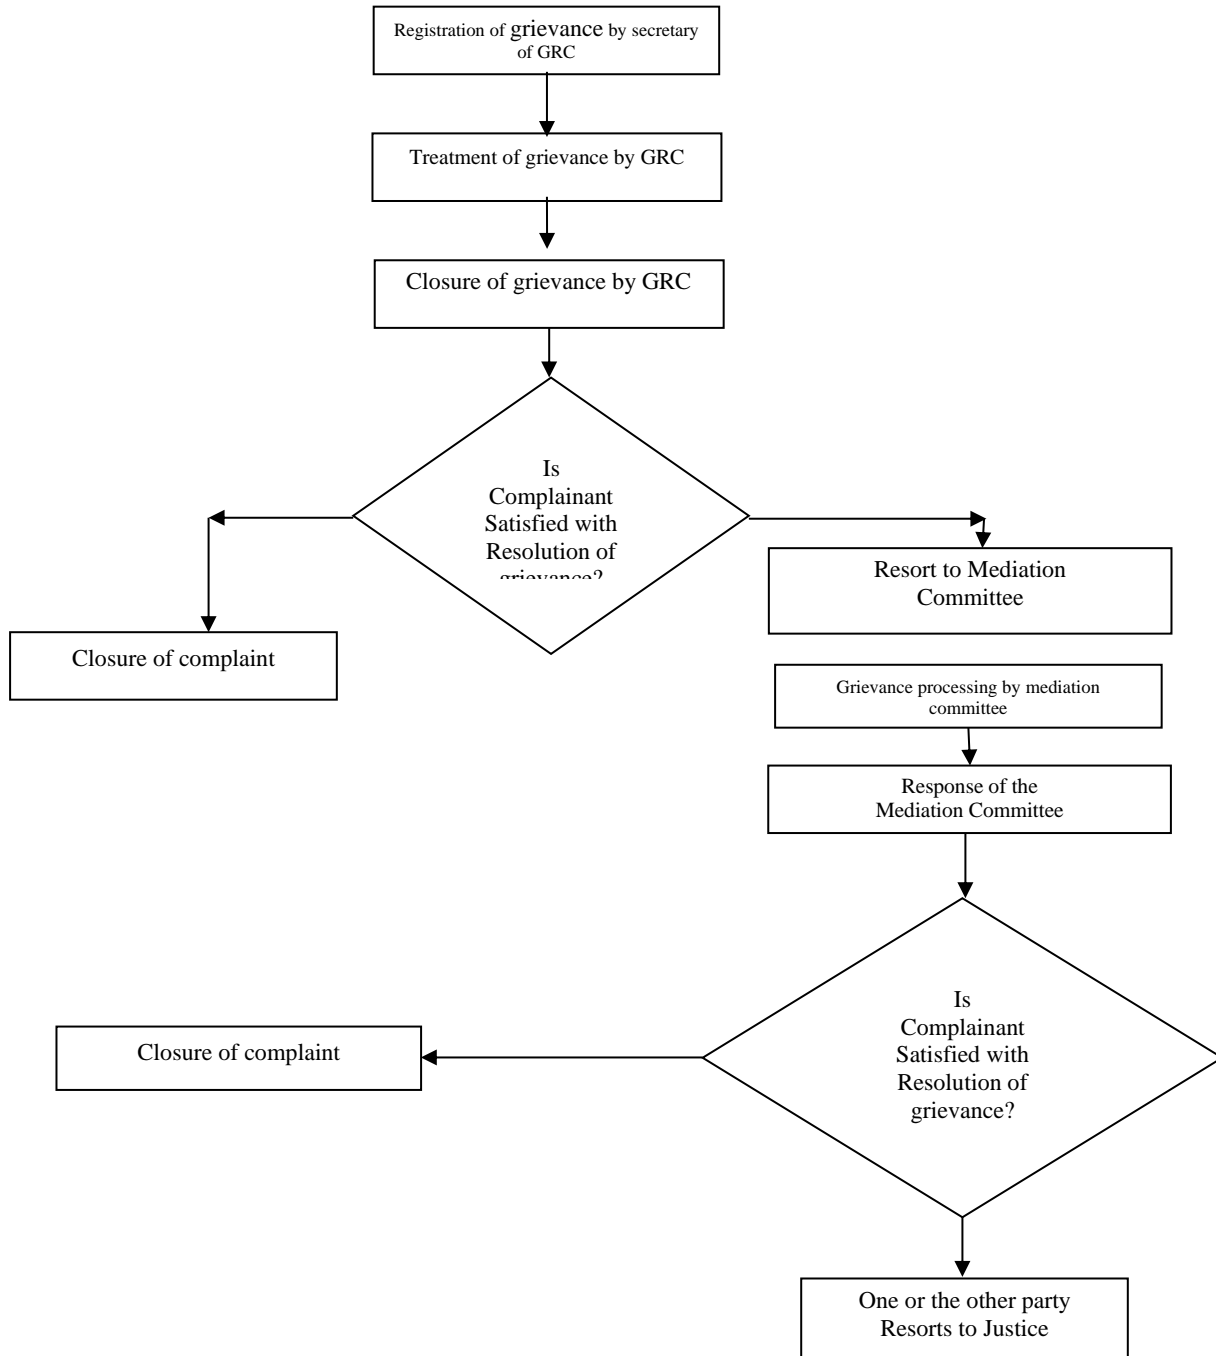 Registration of grievance by secretary
of GRC
Treatment of grievance by GRC
Closure of grievance by GRC
Is
Complainant
Satisfied with
Resolution of
grievance?
Resort to Mediation
Committee
Closure of complaint
Grievance processing by mediation
committee
Response of the
Mediation Committee
Is
Complainant
Satisfied with
Resolution of
grievance?
Closure of complaint
One or the other party
Resorts to Justice